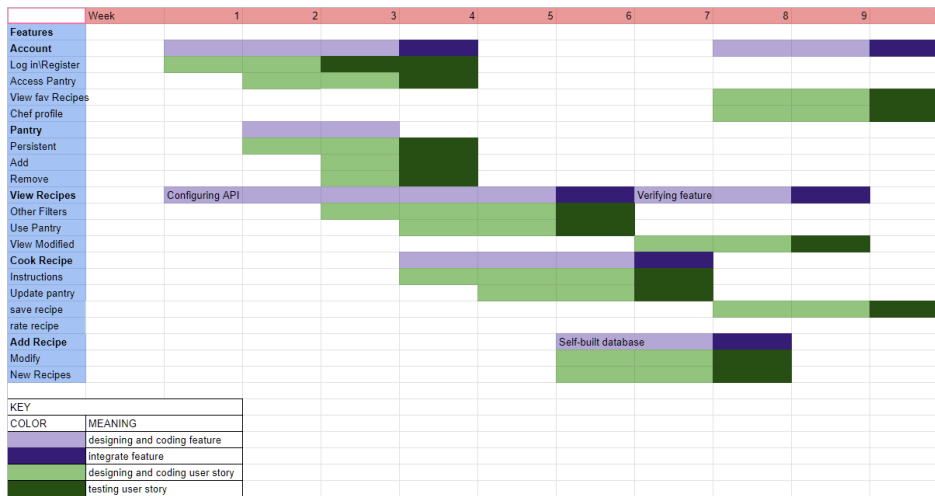 Week 1 2 3 4 5 6 7 8 9
Features
Account
Log in\Register
Access Pantry
View fav Recipes
Chef profile
Pantry
Persistent
Add
Remove
View Recipes Configuring API Verifying feature
Other Filters
Use Pantry
View Modified
Cook Recipe
Instructions
Update pantry
save recipe
rate recipe
Add Recipe Self-built database
Modify
New Recipes
KEY
COLOR MEANING
designing and coding feature
integrate feature
designing and coding user story
testing user story